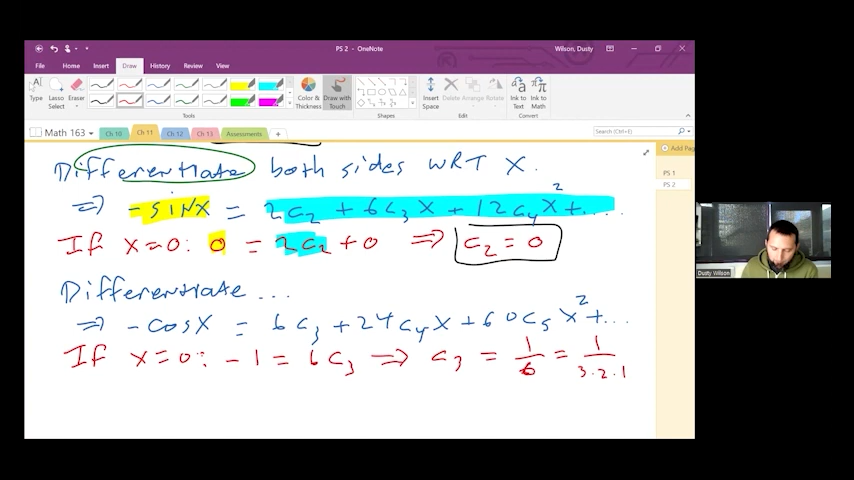 PS 2 - OneNote
Wilson, Dusty
File Home Insert Draw History Review View
Type Lasso Select Eraser
Color & Thickness
Draw with Touch
Insert Space Delete Arrange Rotate
Ink to Text Ink to Math
Tools Shapes Edit Convert
Math 163 Ch 10 Ch 11 Ch 12 Ch 13 Assessments +
Search (Ctrl+E)
Add Pag
PS 1
PS 2
Differentiate both sides WRT X.
⇒ -sinx = 2c₂ + 6c₃x + 12c₄x² + ....
If x=0: 0 = 2c₂ + 0 ⇒ c₂ = 0
Differentiate ...
⇒ -cosx = 6c₃ + 24c₄x + 60c₅x² + ...
If x=0: -1 = 6c₃ ⇒ c₃ = 1/6 = 1/3·2·1
Dusty Wilson